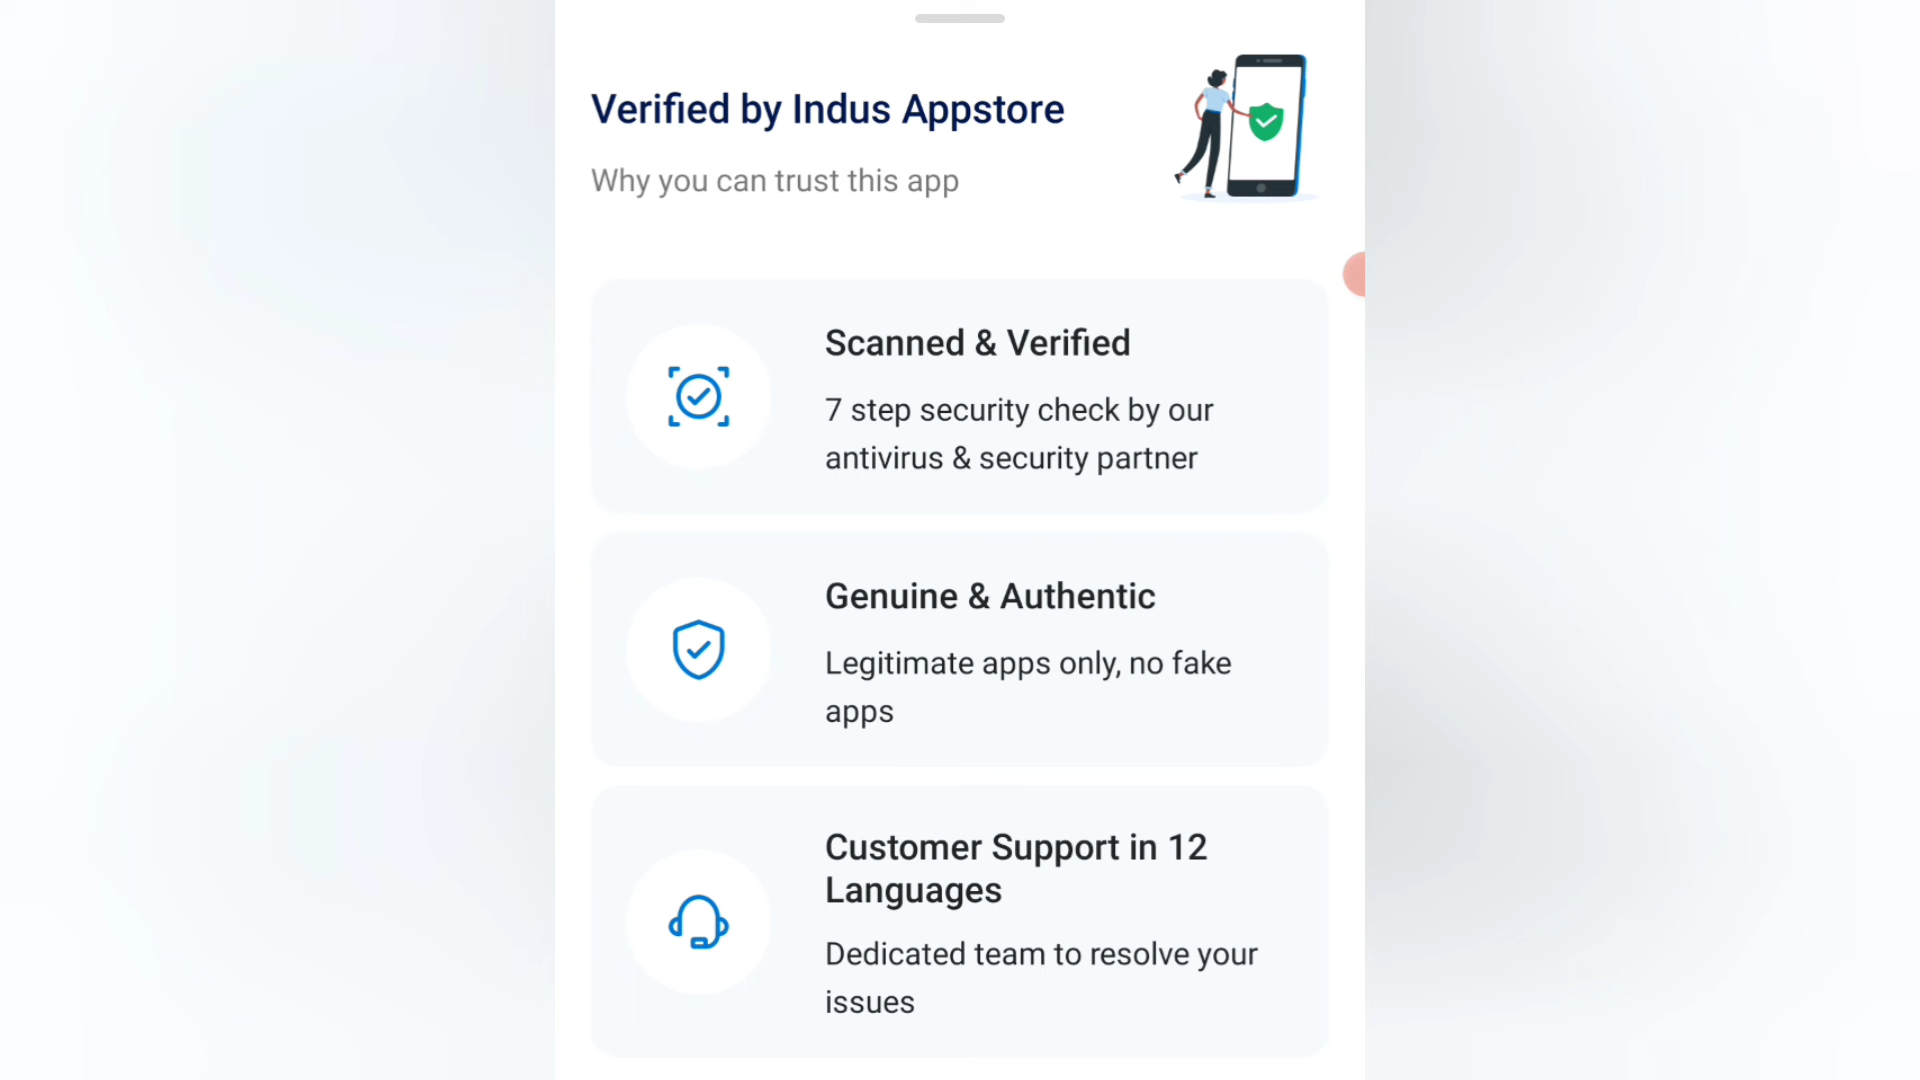 Verified by Indus Appstore
Why you can trust this app
Scanned & Verified
7 step security check by our
antivirus & security partner
Genuine & Authentic
Legitimate apps only, no fake
apps
Customer Support in 12
Languages
Dedicated team to resolve your
issues